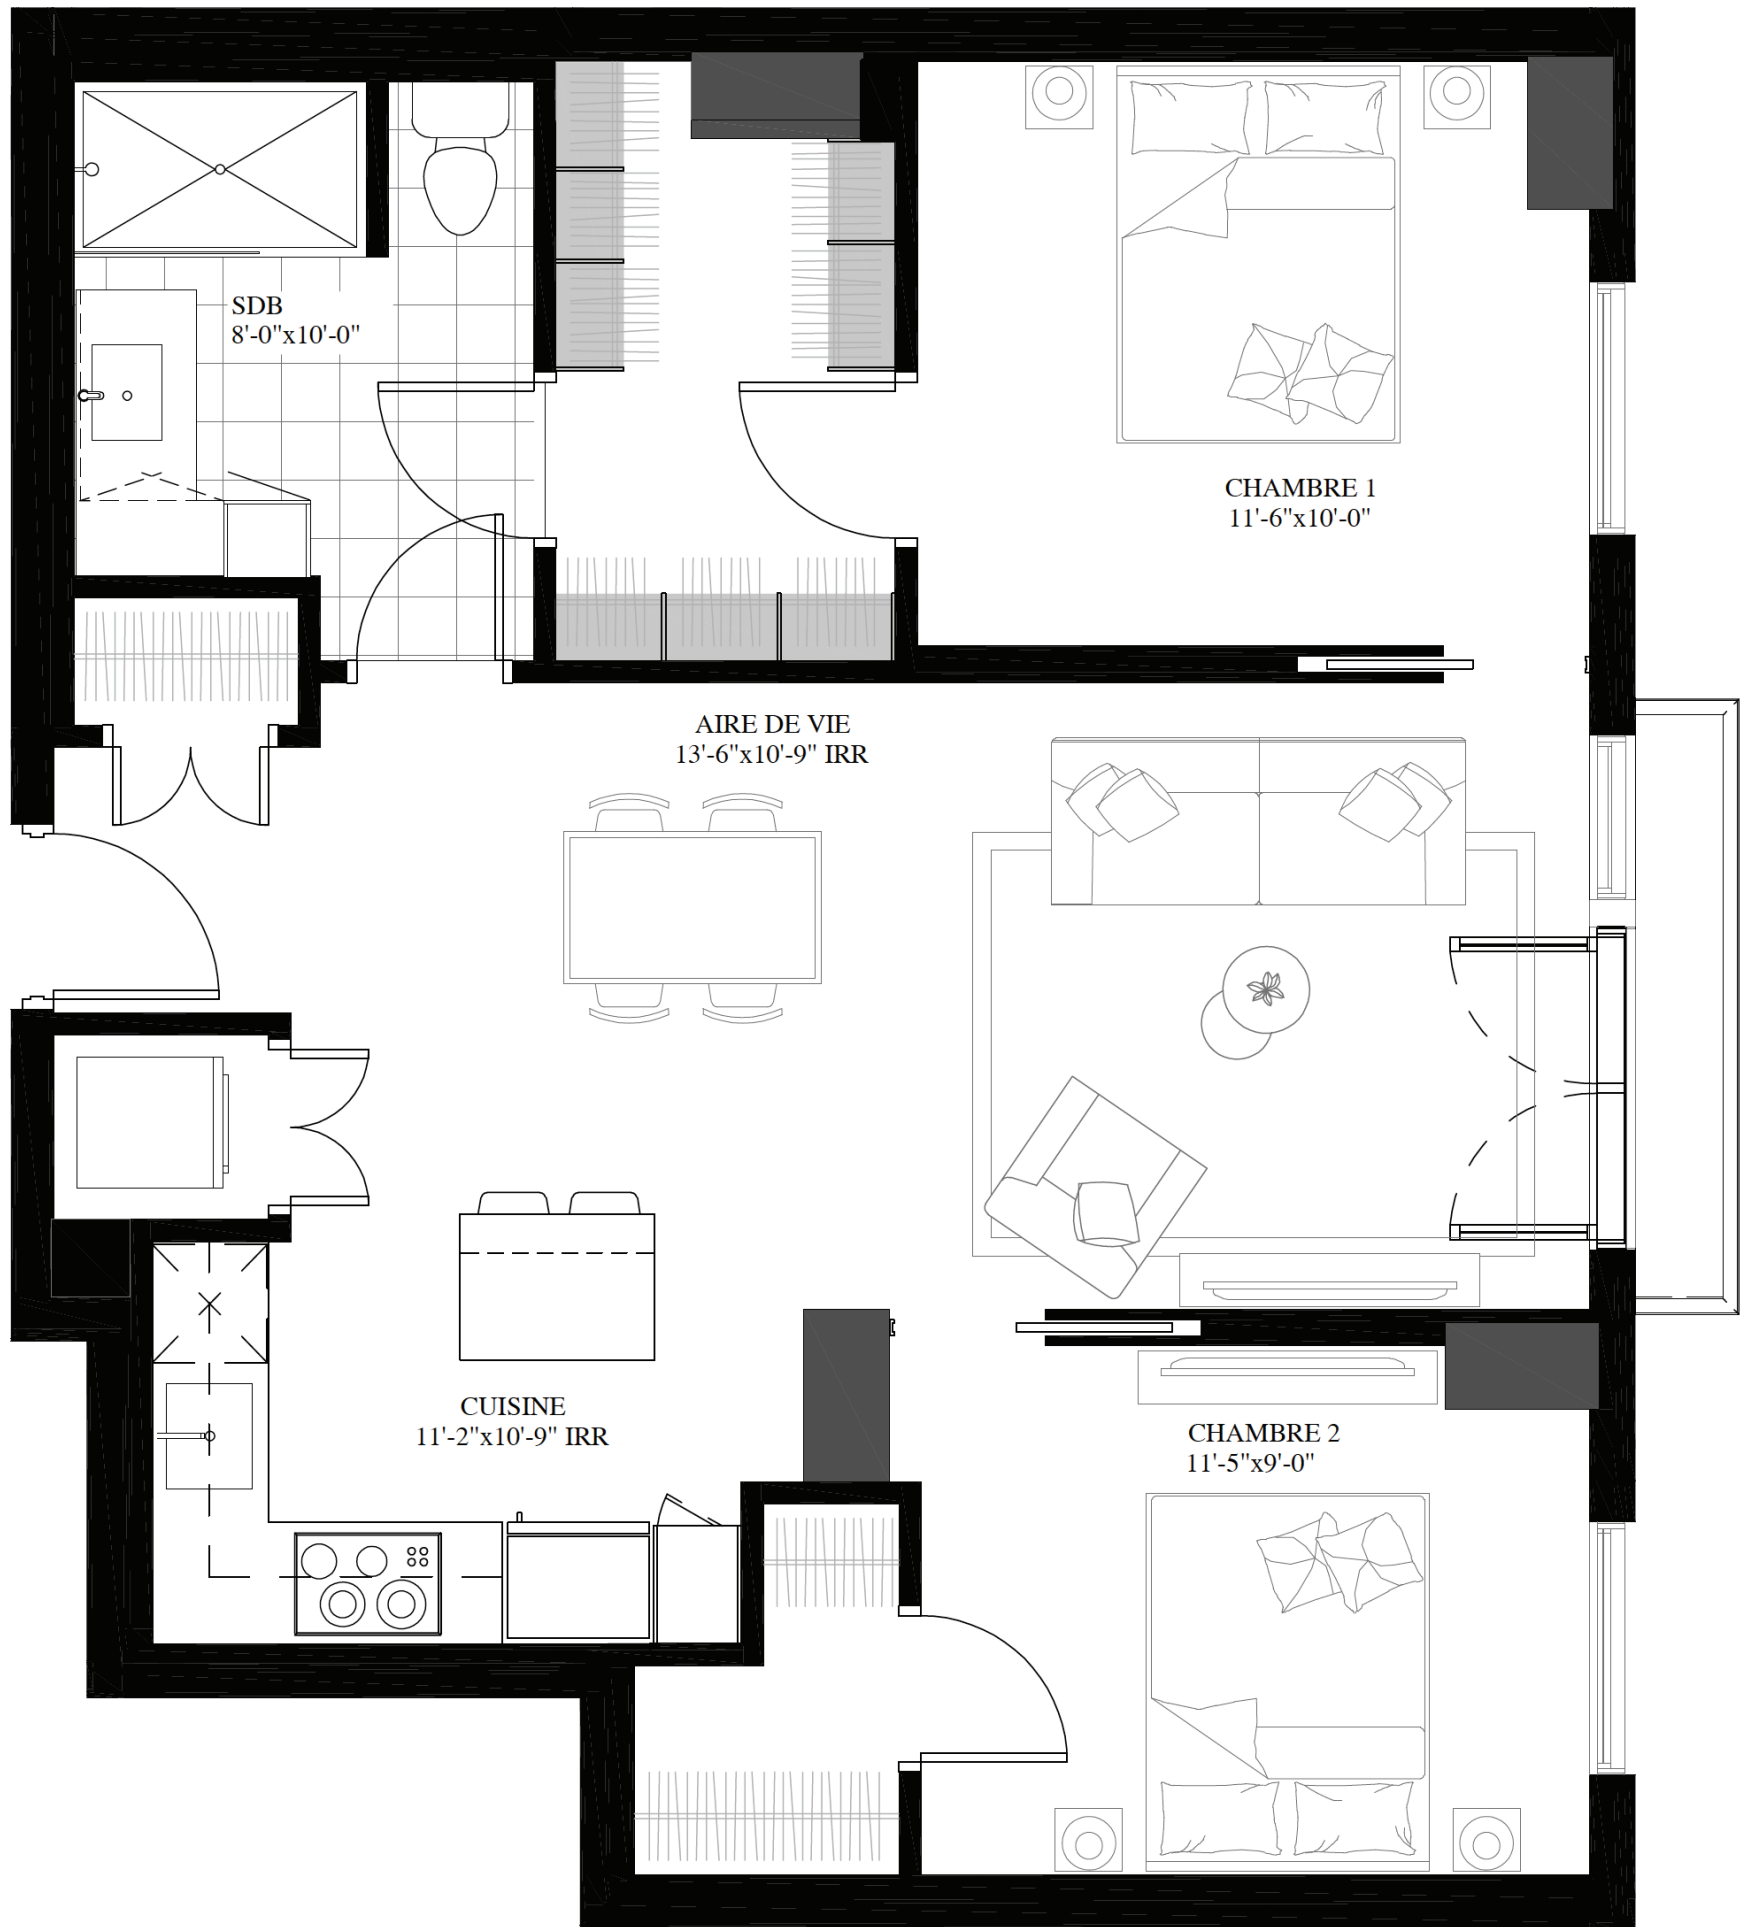 SDB
8'-0"x10'-0"
CHAMBRE 1
11'-6"x10'-0"
AIRE DE VIE
13'-6"x10'-9" IRR
CUISINE
11'-2"x10'-9" IRR
CHAMBRE 2
11'-5"x9'-0"